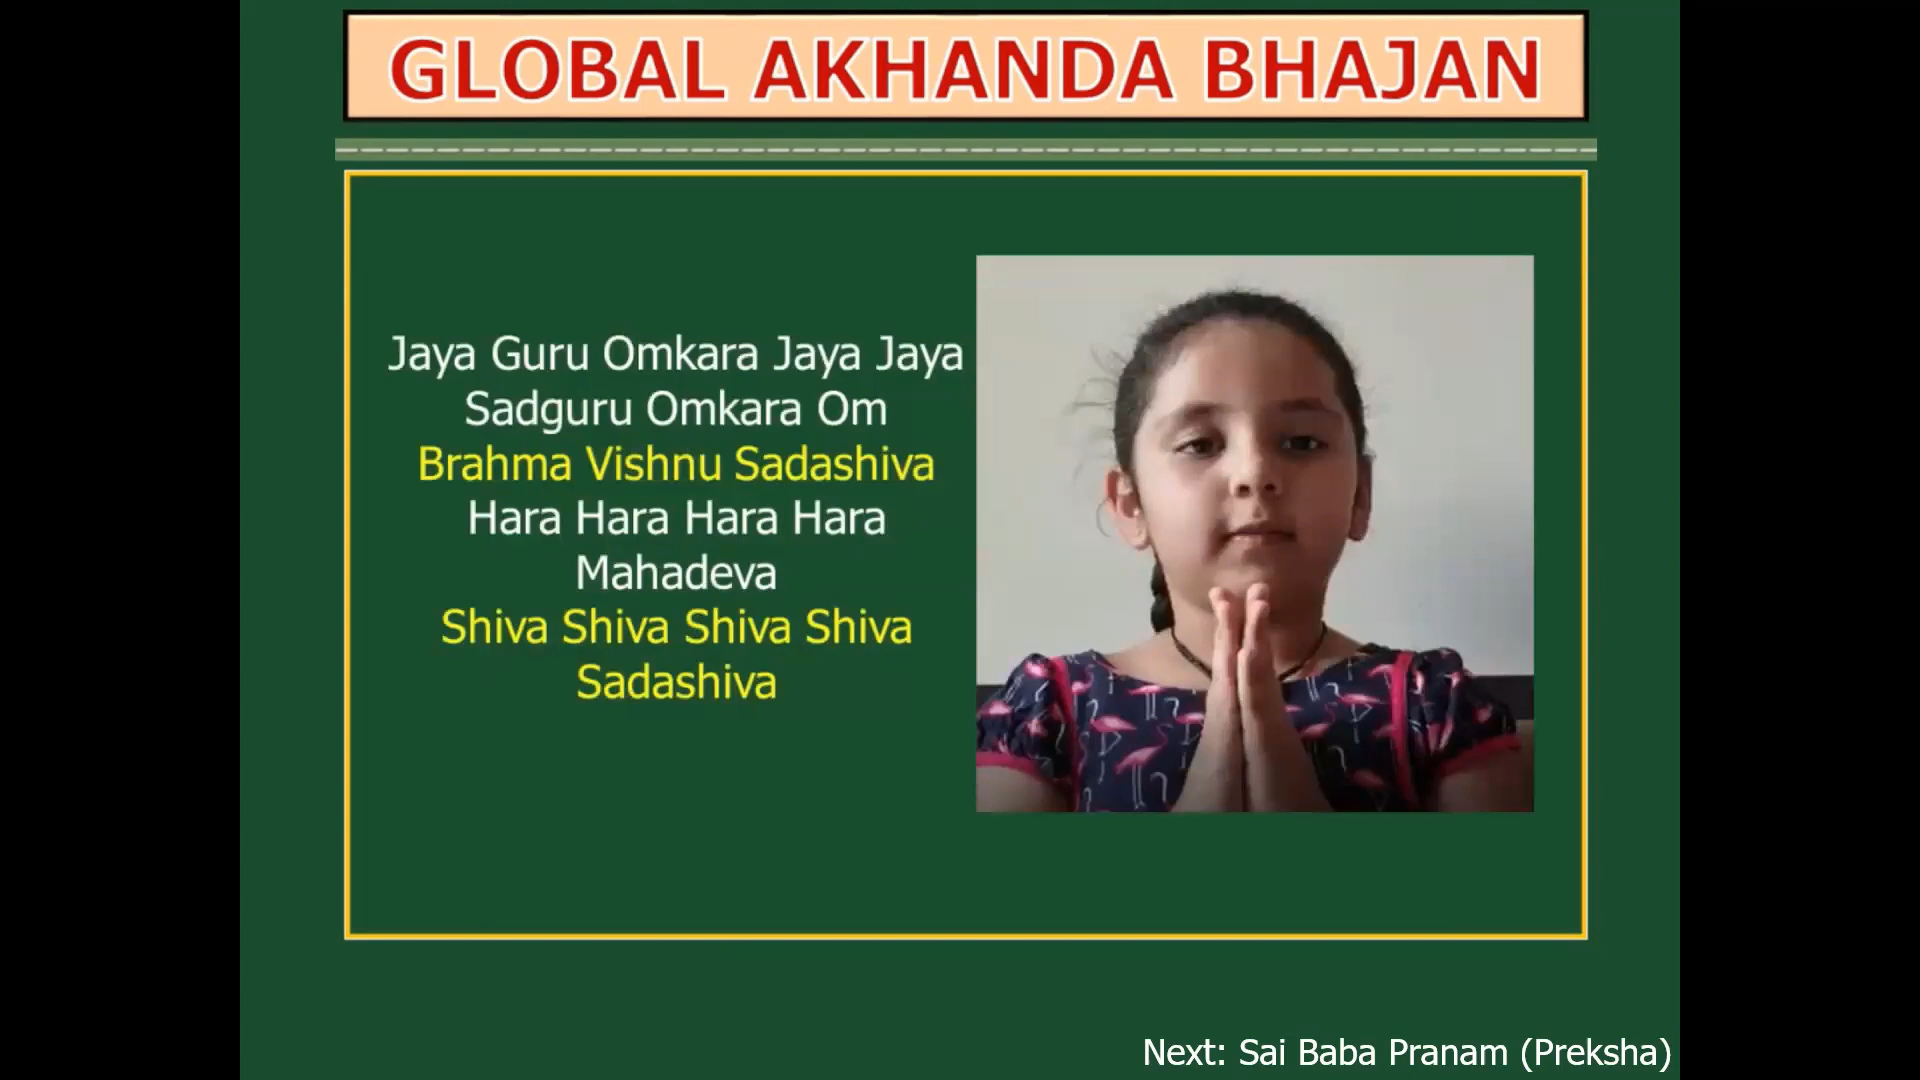 GLOBAL AKHANDA BHAJAN
Jaya Guru Omkara Jaya Jaya
Sadguru Omkara Om
Brahma Vishnu Sadashiva
Hara Hara Hara Hara
Mahadeva
Shiva Shiva Shiva Shiva
Sadashiva
Next: Sai Baba Pranam (Preksha)